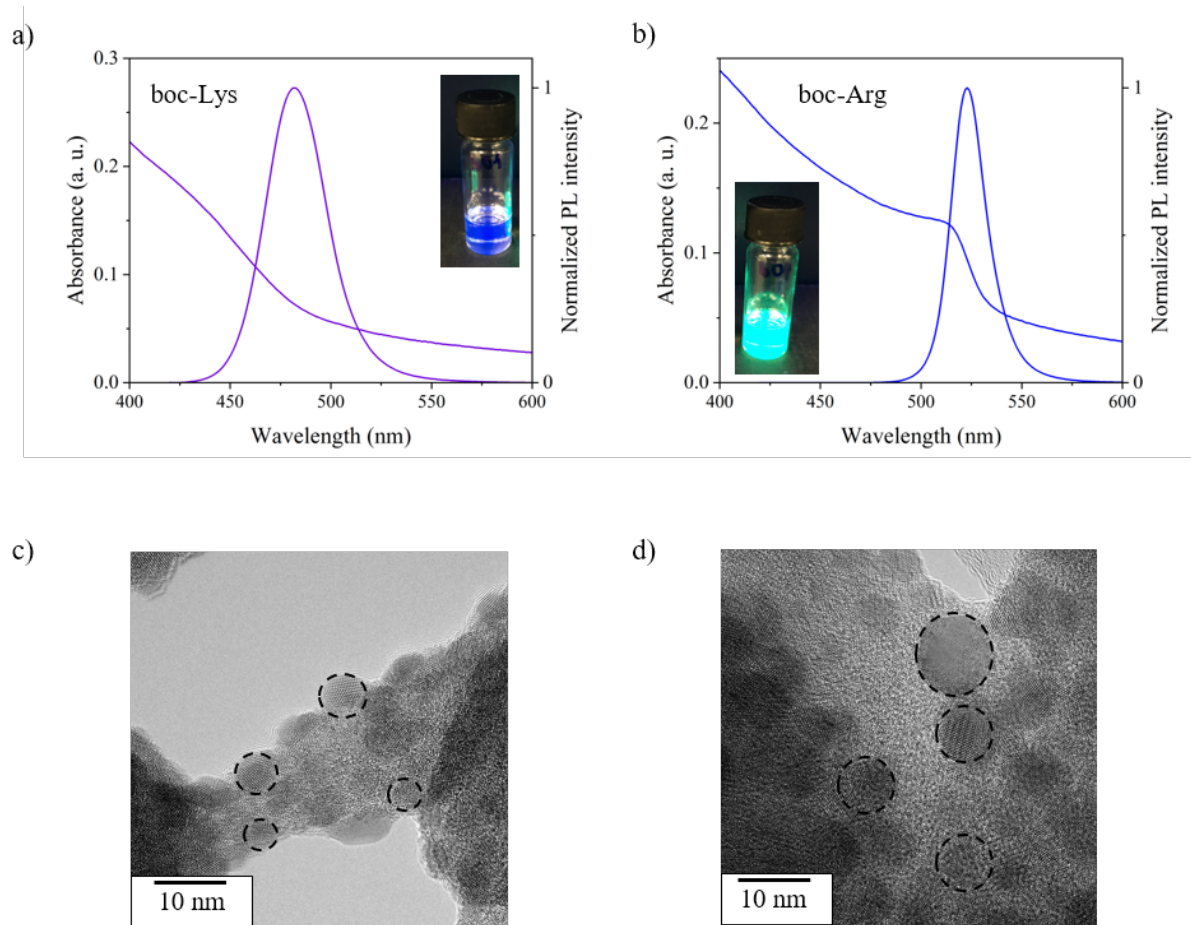 a)
boc-Lys
0.3
0.2
0.1
0.0
Absorbance (a. u.)
1
0
Normalized PL intensity
400
450
500
550
600
Wavelength (nm)
b)
boc-Arg
0.2
0.1
0.0
Absorbance (a. u.)
1
0
Normalized PL intensity
400
450
500
550
600
Wavelength (nm)
c)
10 nm
d)
10 nm